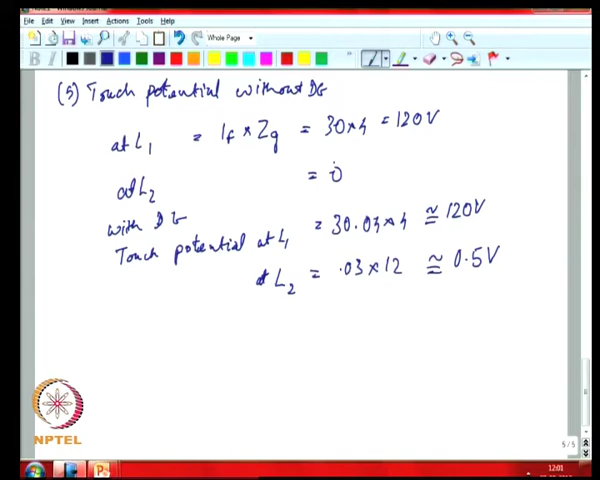 File Edit View Insert Actions Tools Help
Whole Page
B I
(5) Touch potential without DG
at L1 = If * Zg = 30*4 = 120V
at L2 = 0
with DG
Touch potential at L1 = 30.03*4 ≅ 120V
at L2 = .03*12 ≅ 0.5V
NPTEL
5/5
12:01